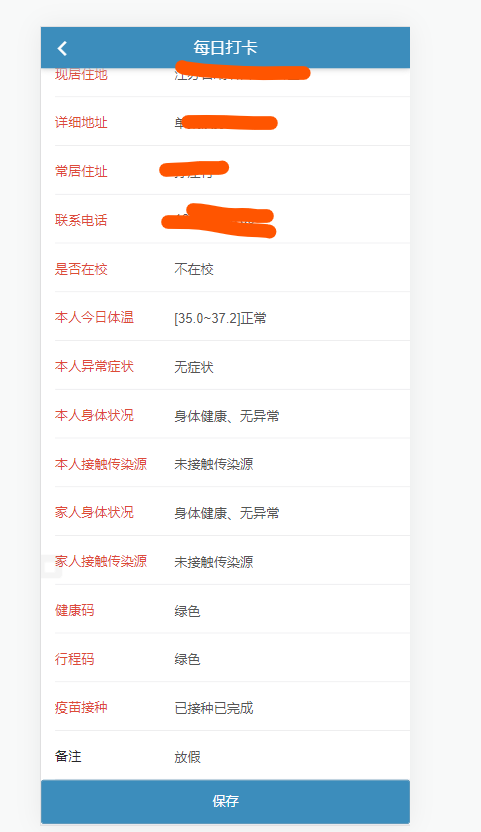 每日打卡
现居住地
详细地址
常居住址
联系电话
是否在校 不在校
本人今日体温 [35.0~37.2]正常
本人异常症状 无症状
本人身体状况 身体健康、无异常
本人接触传染源 未接触传染源
家人身体状况 身体健康、无异常
家人接触传染源 未接触传染源
健康码 绿色
行程码 绿色
疫苗接种 已接种已完成
备注 放假
保存